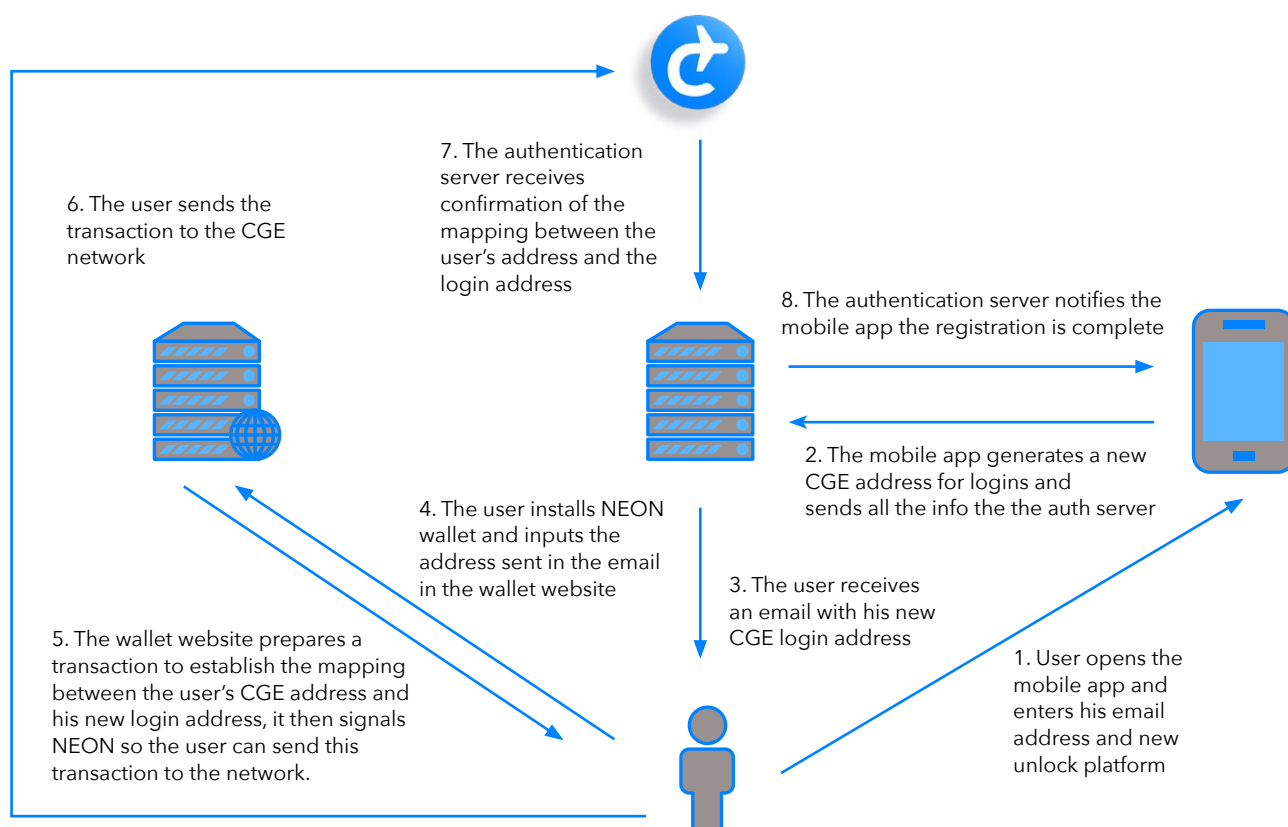 7. The authentication
server receives
confirmation of the
mapping between the
user's address and the
login address
6. The user sends the
transaction to the CGE
network
8. The authentication server notifies the
mobile app the registration is complete
2. The mobile app generates a new
CGE address for logins and
sends all the info the the auth server
4. The user installs NEON
wallet and inputs the
address sent in the email
in the wallet website
3. The user receives
an email with his new
CGE login address
5. The wallet website prepares a
transaction to establish the mapping
between the user's CGE address and
his new login address, it then signals
NEON so the user can send this
transaction to the network.
1. User opens the
mobile app and
enters his email
address and new
unlock platform